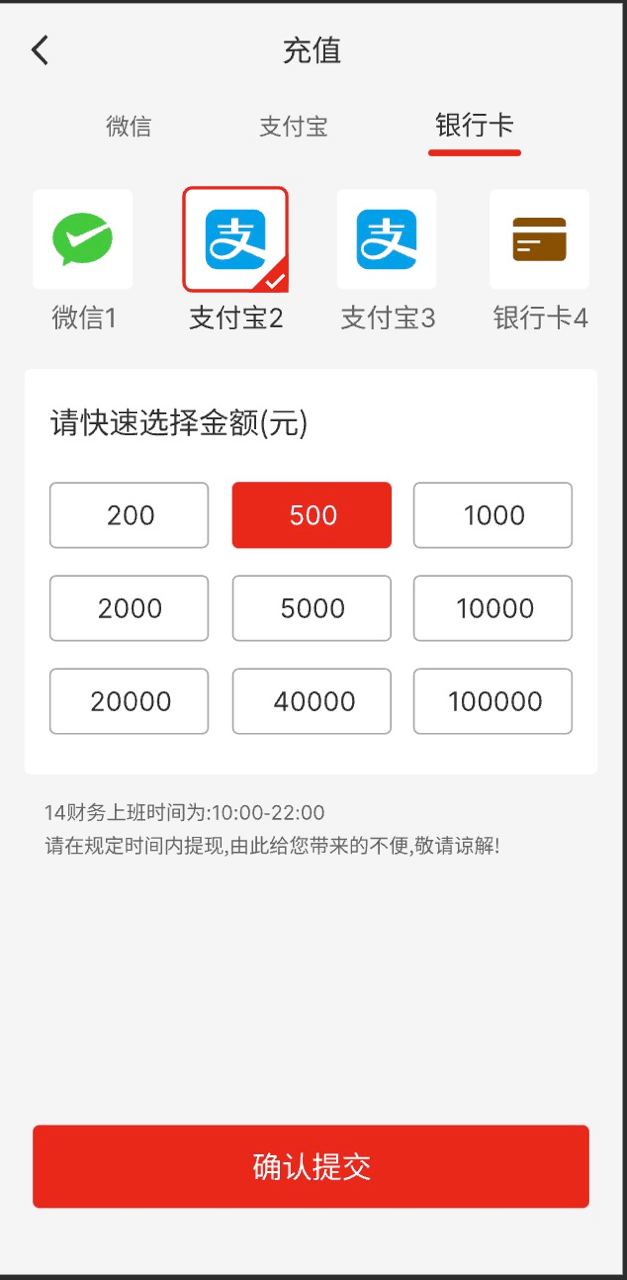 充值
微信 支付宝 银行卡
支 支
微信1 支付宝2 支付宝3 银行卡4
请快速选择金额(元)
200 500 1000
2000 5000 10000
20000 40000 100000
14财务上班时间为:10:00-22:00
请在规定时间内提现,由此给您带来的不便,敬请谅解!
确认提交